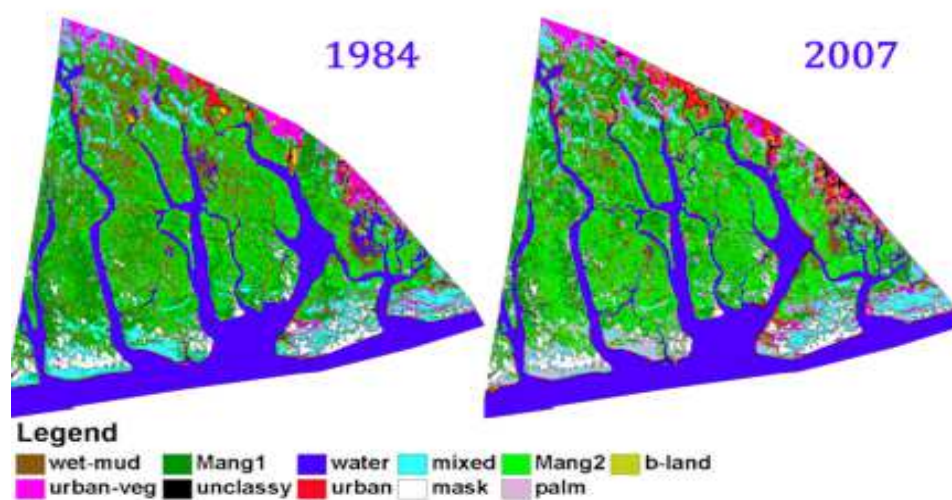 1984 2007
Legend
wet-mud Mang1 water mixed Mang2 b-land
urban-veg unclassy urban mask palm